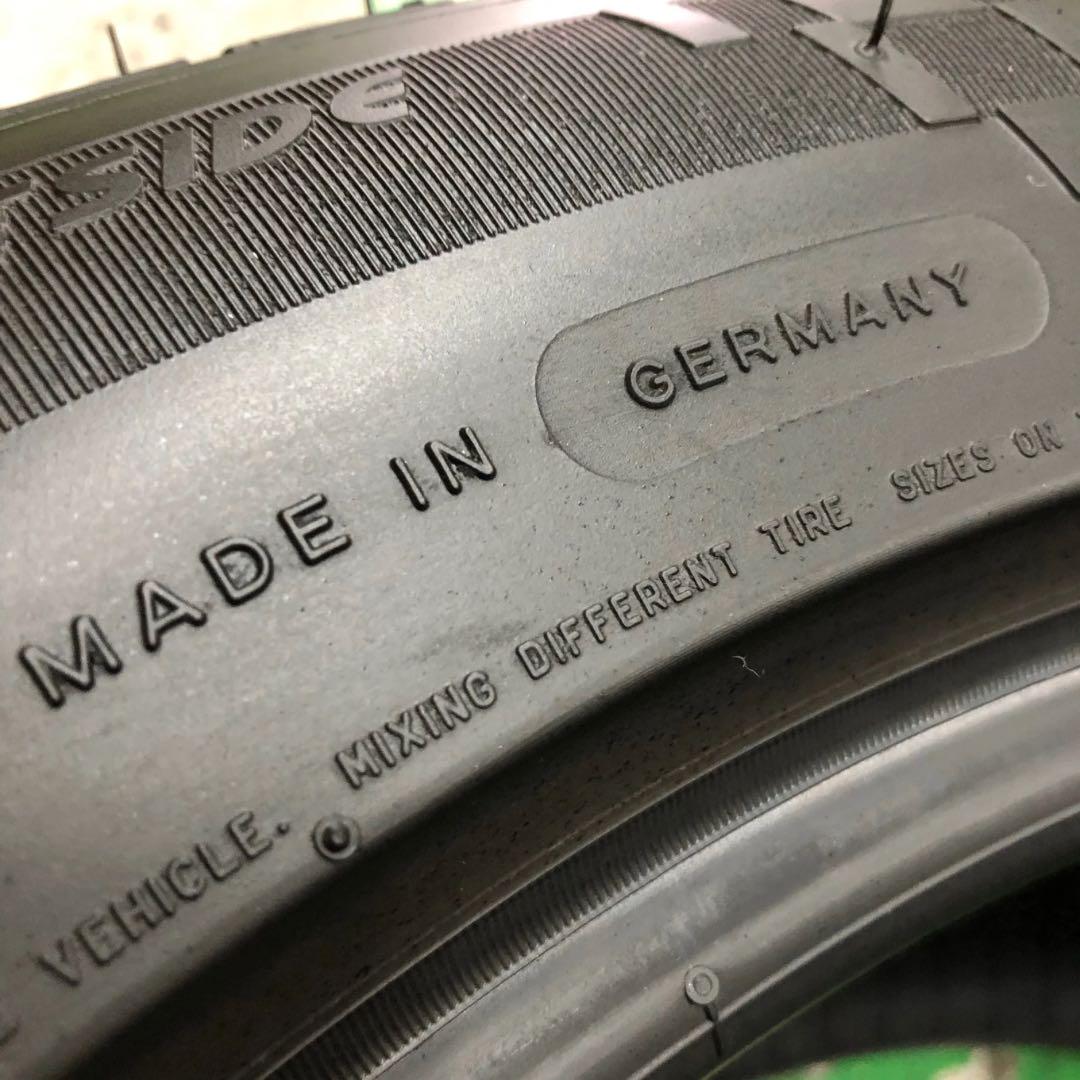 SIDE
MADE IN GERMANY
MIXING DIFFERENT TIRE SIZES ON
VEHICLE.